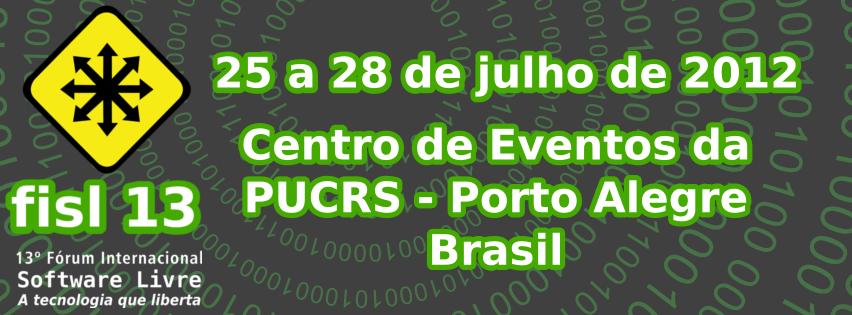 25 a 28 de julho de 2012
Centro de Eventos da
PUCRS - Porto Alegre
Brasil
fisl 13
13º Fórum Internacional
Software Livre
A tecnologia que liberta